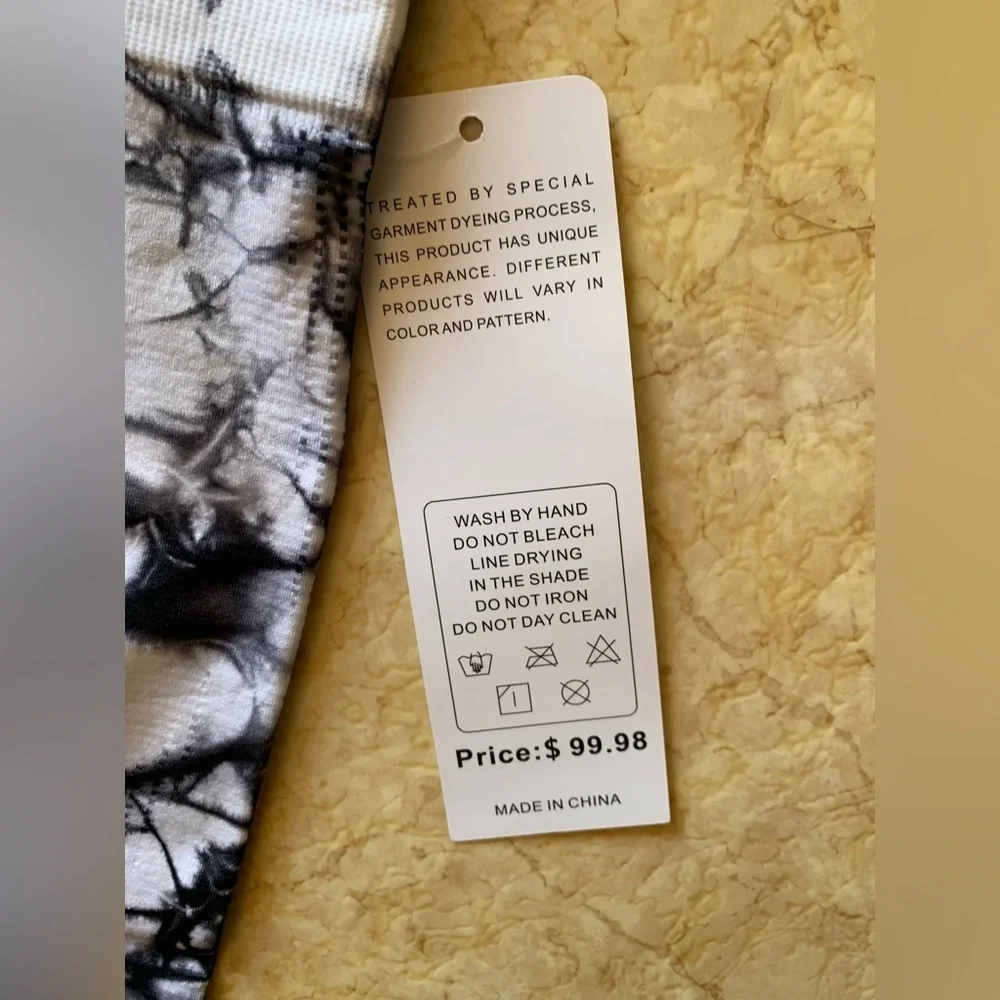 TREATED BY SPECIAL
GARMENT DYEING PROCESS,
THIS PRODUCT HAS UNIQUE
APPEARANCE. DIFFERENT
PRODUCTS WILL VARY IN
COLOR AND PATTERN.
WASH BY HAND
DO NOT BLEACH
LINE DRYING
IN THE SHADE
DO NOT IRON
DO NOT DAY CLEAN
Price:$ 99.98
MADE IN CHINA